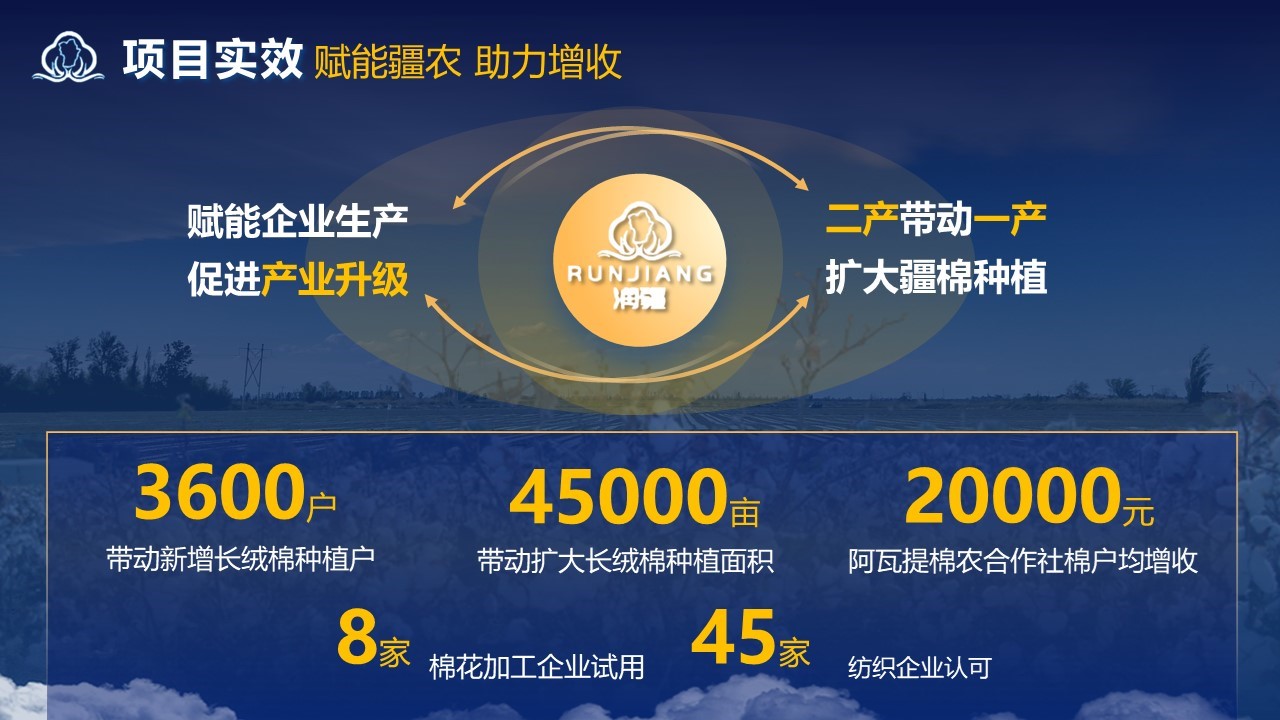 项目实效 赋能疆农 助力增收
赋能企业生产
促进产业升级
RUNJIANG
润疆
二产带动一产
扩大疆棉种植
3600户
带动新增长绒棉种植户
45000亩
带动扩大长绒棉种植面积
20000元
阿瓦提棉农合作社棉户均增收
8家 棉花加工企业试用
45家 纺织企业认可